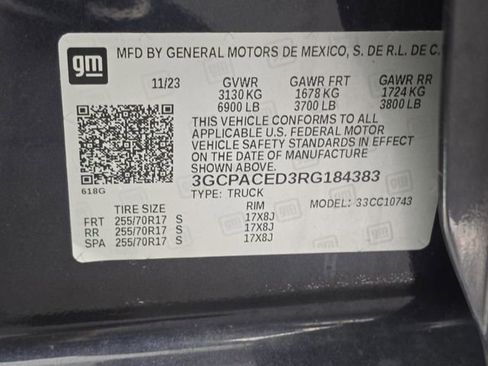 gm
MFD BY GENERAL MOTORS DE MEXICO, S. DE R.L. DE C.
11/23 GVWR GAWR FRT GAWR RR
3130 KG 1678 KG 1724 KG
6900 LB 3700 LB 3800 LB
THIS VEHICLE CONFORMS TO ALL
APPLICABLE U.S. FEDERAL MOTOR
VEHICLE SAFETY STANDARDS IN EFFECT
ON THE DATE OF MANUFACTURE
SHOWN ABOVE.
3GCPACED3RG184383
618G
TYPE: TRUCK MODEL: 33CC10743
TIRE SIZE RIM
FRT 255/70R17 S 17X8J
RR 255/70R17 S 17X8J
SPA 255/70R17 S 17X8J